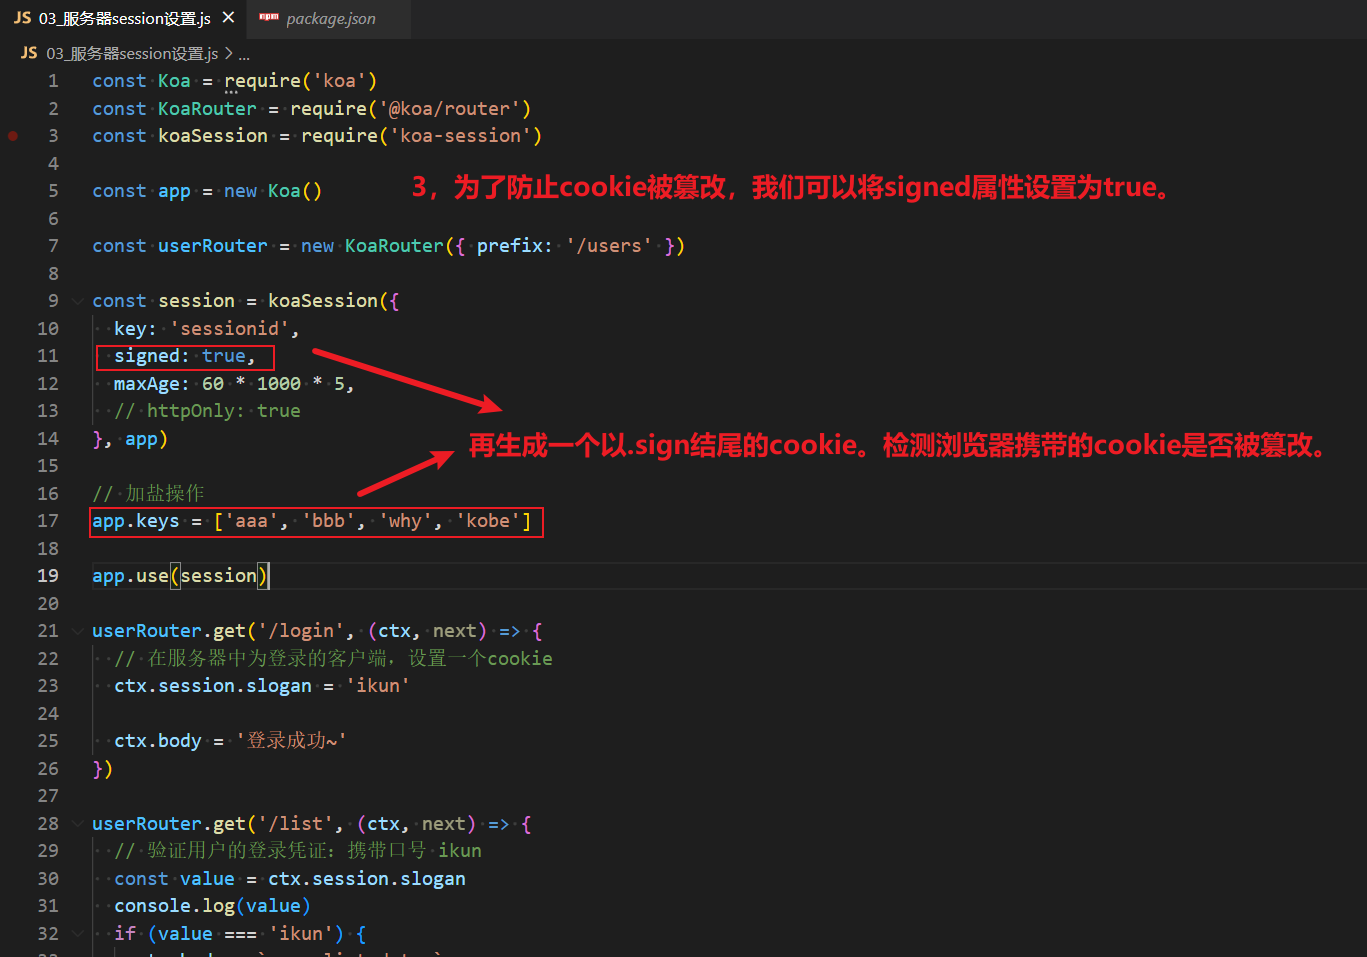 JS 03_服务器session设置.js × npm package.json
JS 03_服务器session设置.js > ...
1 const Koa = require('koa')
2 const KoaRouter = require('@koa/router')
3 const koaSession = require('koa-session')
4
3，为了防止cookie被篡改，我们可以将signed属性设置为true。
5 const app = new Koa()
6
7 const userRouter = new KoaRouter({ prefix: '/users' })
8
9 const session = koaSession({
10   key: 'sessionid',
11   signed: true,
12   maxAge: 60 * 1000 * 5,
13   // httpOnly: true
14 }, app)
再生成一个以.sign结尾的cookie。检测浏览器携带的cookie是否被篡改。
15
16 // 加盐操作
17 app.keys = ['aaa', 'bbb', 'why', 'kobe']
18
19 app.use(session)
20
21 userRouter.get('/login', (ctx, next) => {
22   // 在服务器中为登录的客户端，设置一个cookie
23   ctx.session.slogan = 'ikun'
24
25   ctx.body = '登录成功~'
26 })
27
28 userRouter.get('/list', (ctx, next) => {
29   // 验证用户的登录凭证：携带口号 ikun
30   const value = ctx.session.slogan
31   console.log(value)
32   if (value === 'ikun') {